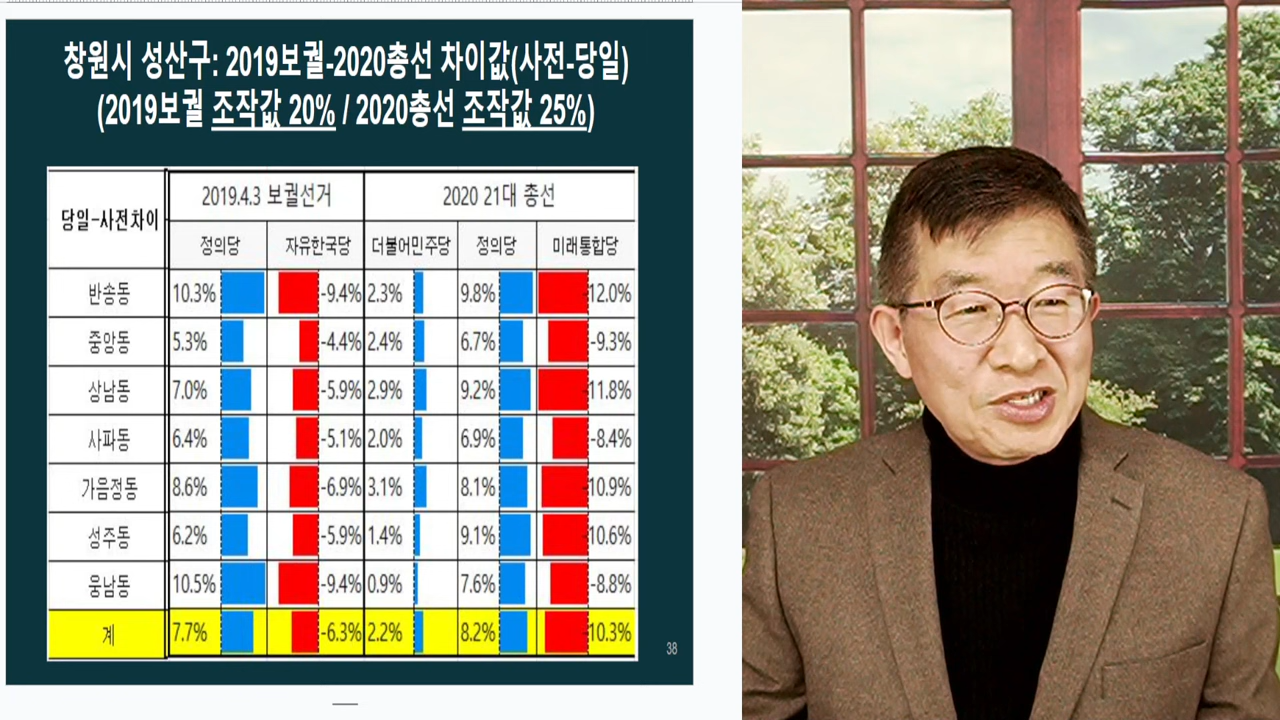 창원시 성산구: 2019보궐-2020총선 차이값(사전-당일)
(2019보궐 조작값 20% / 2020총선 조작값 25%)
당일-사전차이 2019.4.3 보궐선거 2020 21대 총선
정의당 자유한국당 더불어민주당 정의당 미래통합당
반송동 10.3% -9.4% 2.3% 9.8% -12.0%
중앙동 5.3% -4.4% 2.4% 6.7% -9.3%
상남동 7.0% -5.9% 2.9% 9.2% -11.8%
사파동 6.4% -5.1% 2.0% 6.9% -8.4%
가음정동 8.6% -6.9% 3.1% 8.1% -10.9%
성주동 6.2% -5.9% 1.4% 9.1% -10.6%
웅남동 10.5% -9.4% 0.9% 7.6% -8.8%
계 7.7% -6.3% 2.2% 8.2% -10.3%
38